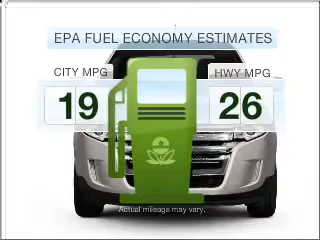 EPA FUEL ECONOMY ESTIMATES
CITY MPG
HWY MPG
19
26
Actual mileage may vary.